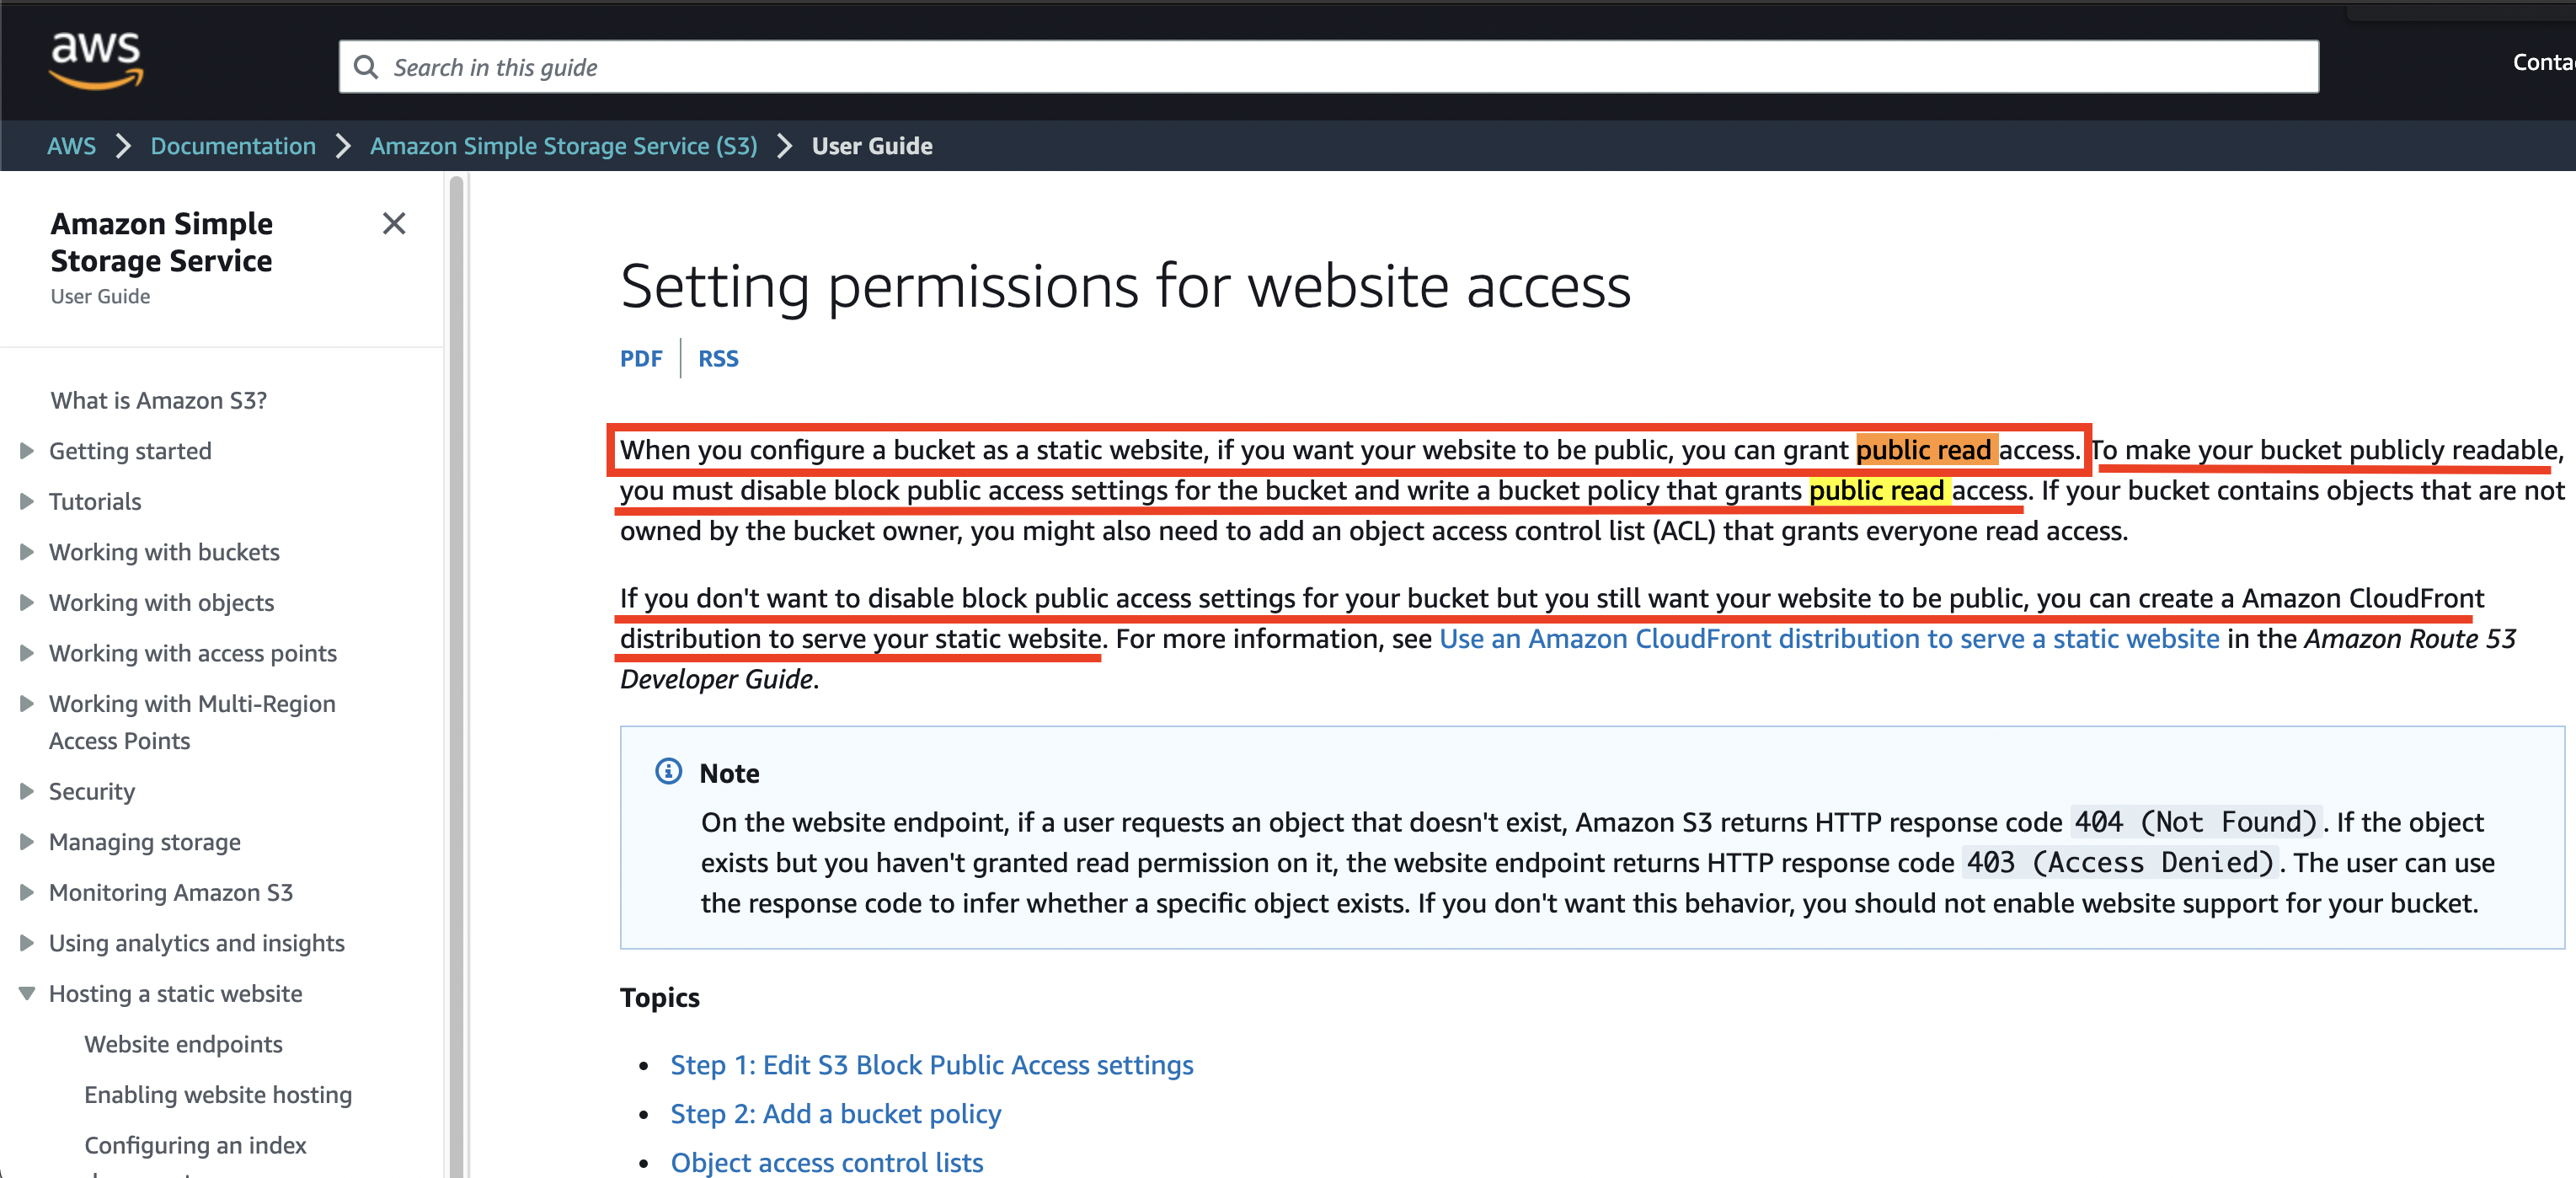 aws
Search in this guide
Conta
AWS > Documentation > Amazon Simple Storage Service (S3) > User Guide
Amazon Simple
Storage Service
User Guide
What is Amazon S3?
Getting started
Tutorials
Working with buckets
Working with objects
Working with access points
Working with Multi-Region
Access Points
Security
Managing storage
Monitoring Amazon S3
Using analytics and insights
Hosting a static website
Website endpoints
Enabling website hosting
Configuring an index
Setting permissions for website access
PDF | RSS
When you configure a bucket as a static website, if you want your website to be public, you can grant public read access. To make your bucket publicly readable,
you must disable block public access settings for the bucket and write a bucket policy that grants public read access. If your bucket contains objects that are not
owned by the bucket owner, you might also need to add an object access control list (ACL) that grants everyone read access.
If you don't want to disable block public access settings for your bucket but you still want your website to be public, you can create a Amazon CloudFront
distribution to serve your static website. For more information, see Use an Amazon CloudFront distribution to serve a static website in the Amazon Route 53
Developer Guide.
Note
On the website endpoint, if a user requests an object that doesn't exist, Amazon S3 returns HTTP response code 404 (Not Found). If the object
exists but you haven't granted read permission on it, the website endpoint returns HTTP response code 403 (Access Denied). The user can use
the response code to infer whether a specific object exists. If you don't want this behavior, you should not enable website support for your bucket.
Topics
• Step 1: Edit S3 Block Public Access settings
• Step 2: Add a bucket policy
• Object access control lists